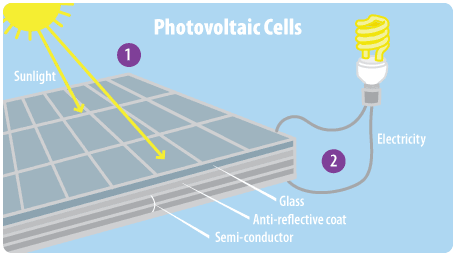 Photovoltaic Cells
1
Sunlight
Electricity
2
Glass
Anti-reflective coat
Semi-conductor